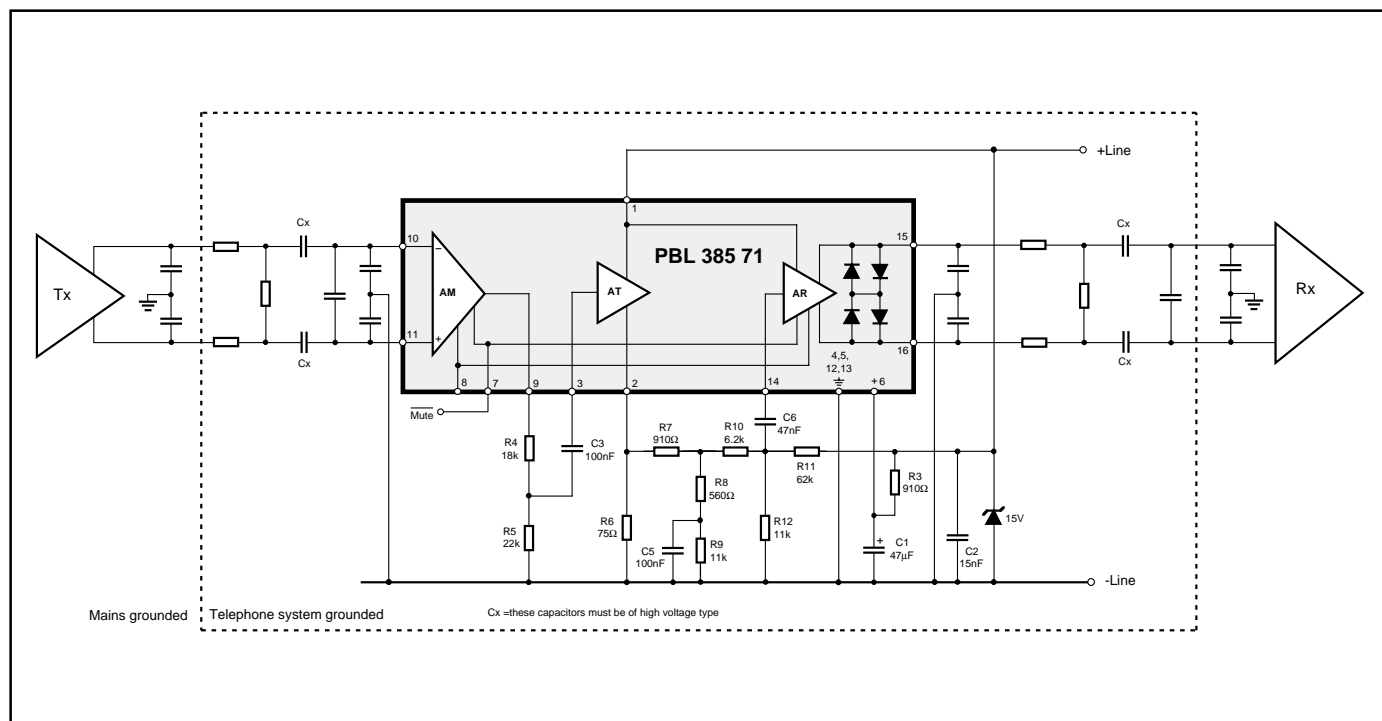 +Line
1
Cx
10
15
Cx
PBL 385 71
−
Tx
AM
AT
AR
Rx
+
11
16
Cx
4,5,
12,13
Cx
8
7
9
3
2
14
+ 6
Mute
C6
47nF
R7
910Ω
R10
6.2k
R4
18k
C3
100nF
R11
62k
R3
910Ω
R8
560Ω
R6
75Ω
R12
11k
15V
R5
22k
C5
100nF
R9
11k
+
C1
47µF
C2
15nF
-Line
Mains grounded
Telephone system grounded
Cx =these capacitors must be of high voltage type